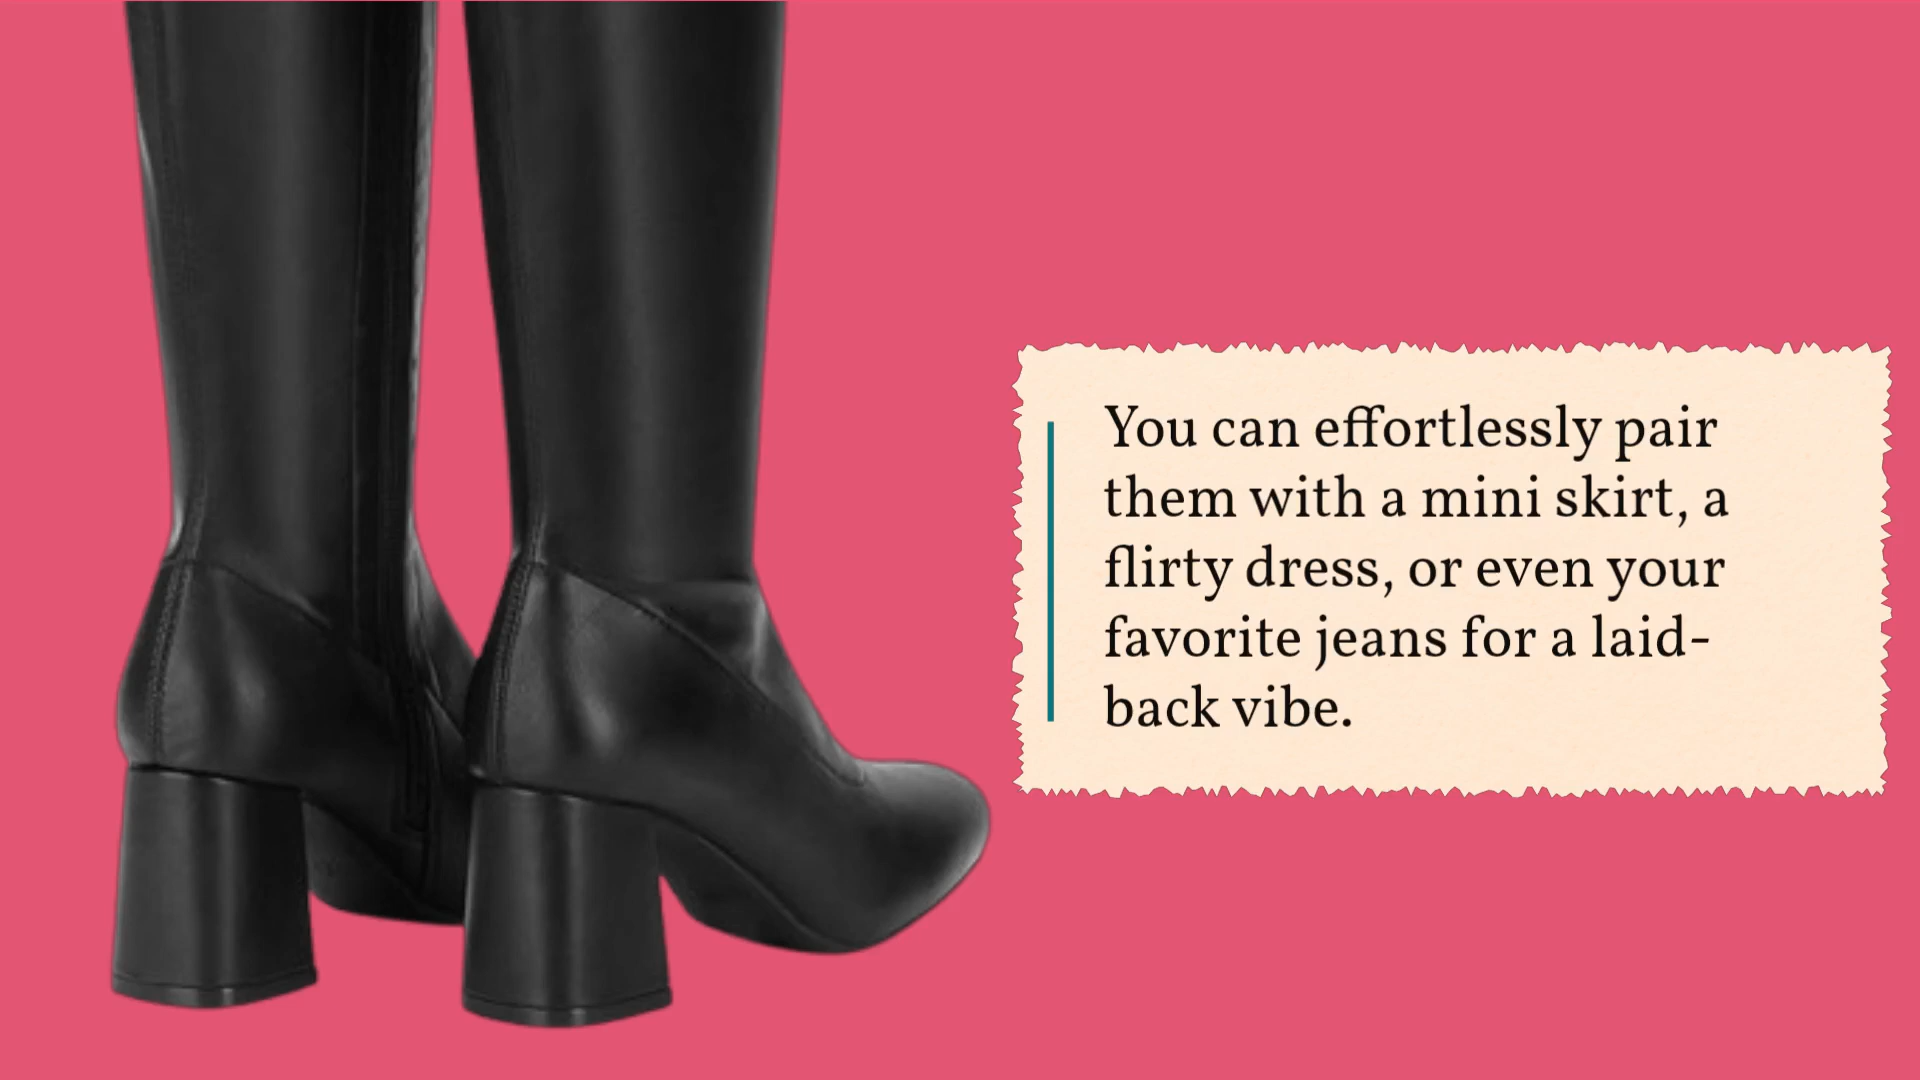 You can effortlessly pair
them with a mini skirt, a
flirty dress, or even your
favorite jeans for a laid-
back vibe.